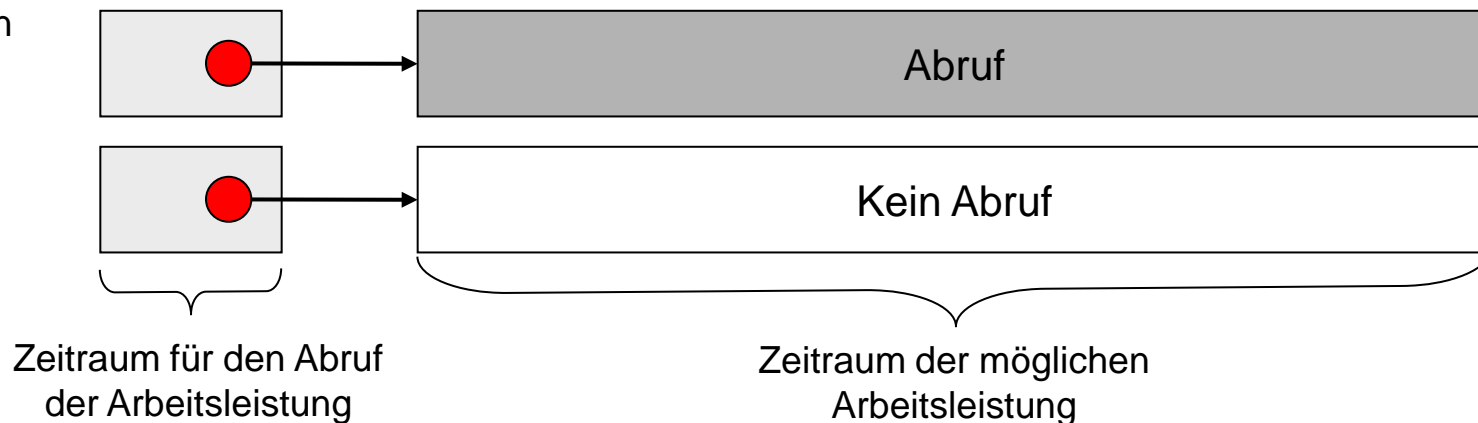 n
Abruf
Kein Abruf
Zeitraum für den Abruf
der Arbeitsleistung
Zeitraum der möglichen
Arbeitsleistung